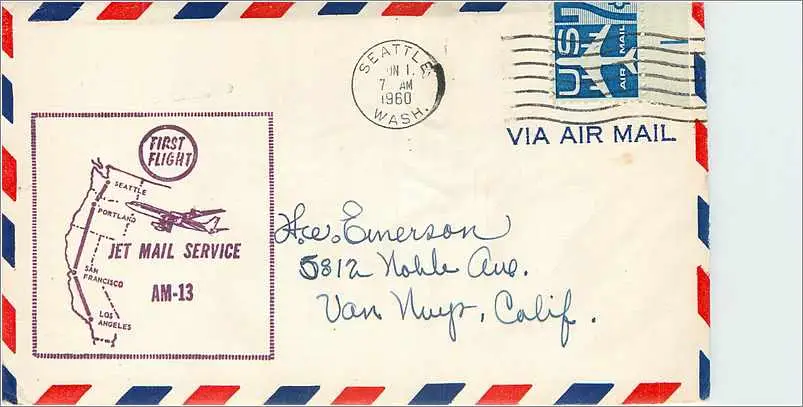 SEATTLE
JUN 1.
7 AM
1960
WASH.
USA
AIR MAIL
VIA AIR MAIL
FIRST
FLIGHT
SEATTLE
PORTLAND
JET MAIL SERVICE
SAN
FRANCISCO
AM-13
LOS
ANGELES
H.W. Emerson
5812 Noble Ave.
Van Nuys, Calif.